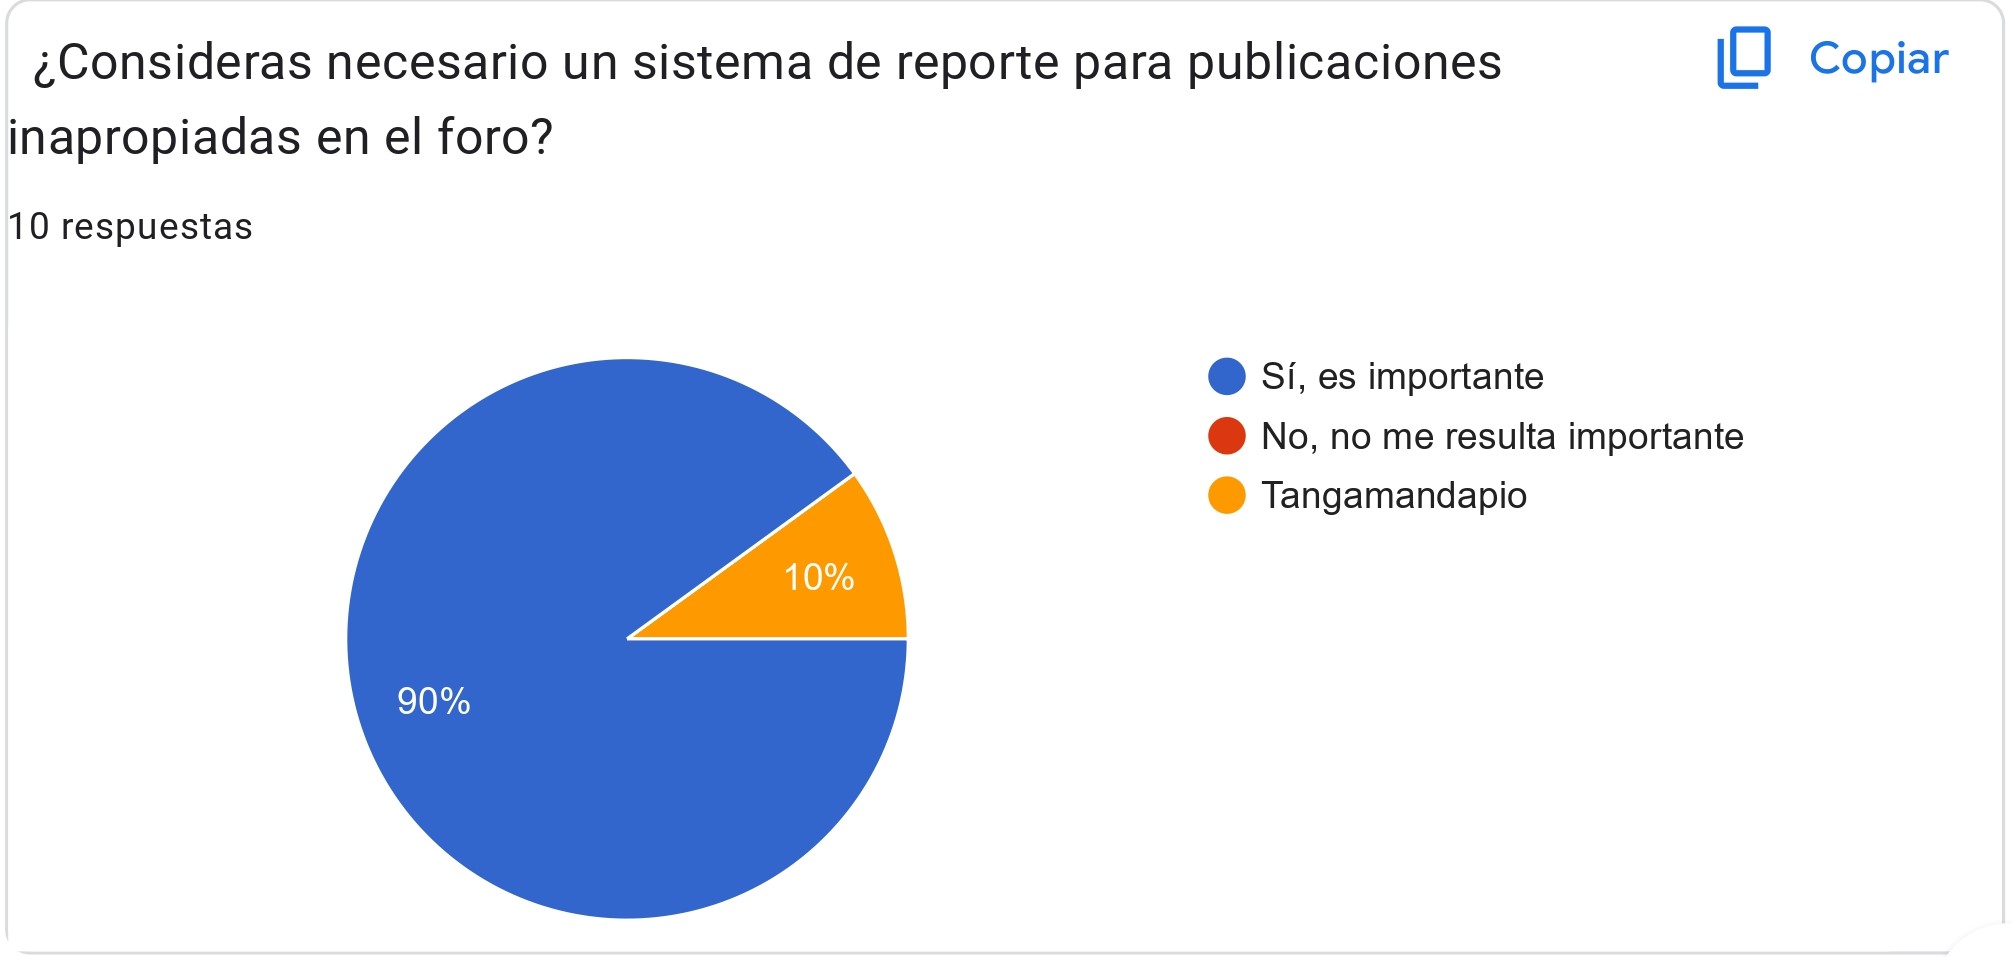 ¿Consideras necesario un sistema de reporte para publicaciones
inapropiadas en el foro?
Copiar
10 respuestas
Sí, es importante
No, no me resulta importante
Tangamandapio
10%
90%